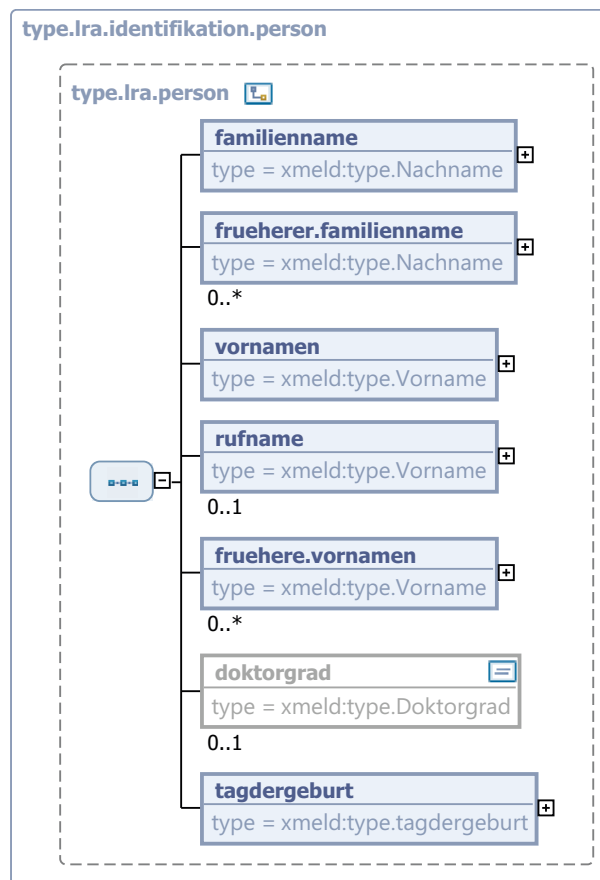 type.lra.identifikation.person
type.lra.person
familienname
type = xmeld:type.Nachname
frueherer.familienname
type = xmeld:type.Nachname
0..*
vornamen
type = xmeld:type.Vorname
rufname
type = xmeld:type.Vorname
0..1
fruehere.vornamen
type = xmeld:type.Vorname
0..*
doktorgrad
type = xmeld:type.Doktorgrad
0..1
tagdergeburt
type = xmeld:type.tagdergeburt